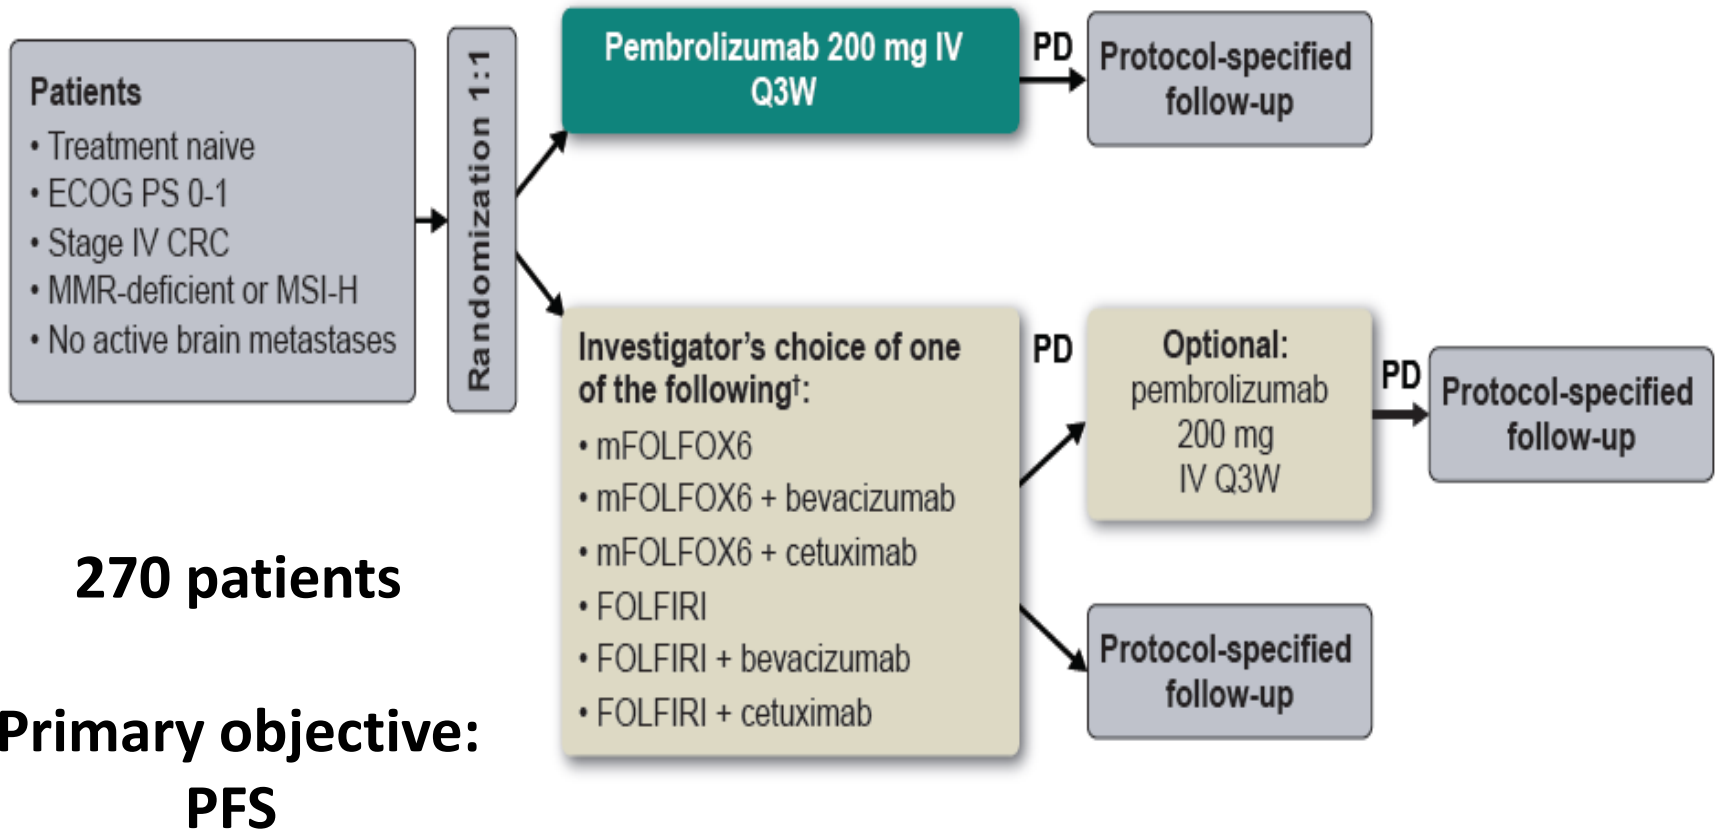 Patients
• Treatment naive
• ECOG PS 0-1
• Stage IV CRC
• MMR-deficient or MSI-H
• No active brain metastases
Randomization 1:1
Pembrolizumab 200 mg IV
Q3W
PD
Protocol-specified
follow-up
Investigator's choice of one
of the following†:
• mFOLFOX6
• mFOLFOX6 + bevacizumab
• mFOLFOX6 + cetuximab
• FOLFIRI
• FOLFIRI + bevacizumab
• FOLFIRI + cetuximab
PD
Optional:
pembrolizumab
200 mg
IV Q3W
PD
Protocol-specified
follow-up
Protocol-specified
follow-up
270 patients
Primary objective:
PFS